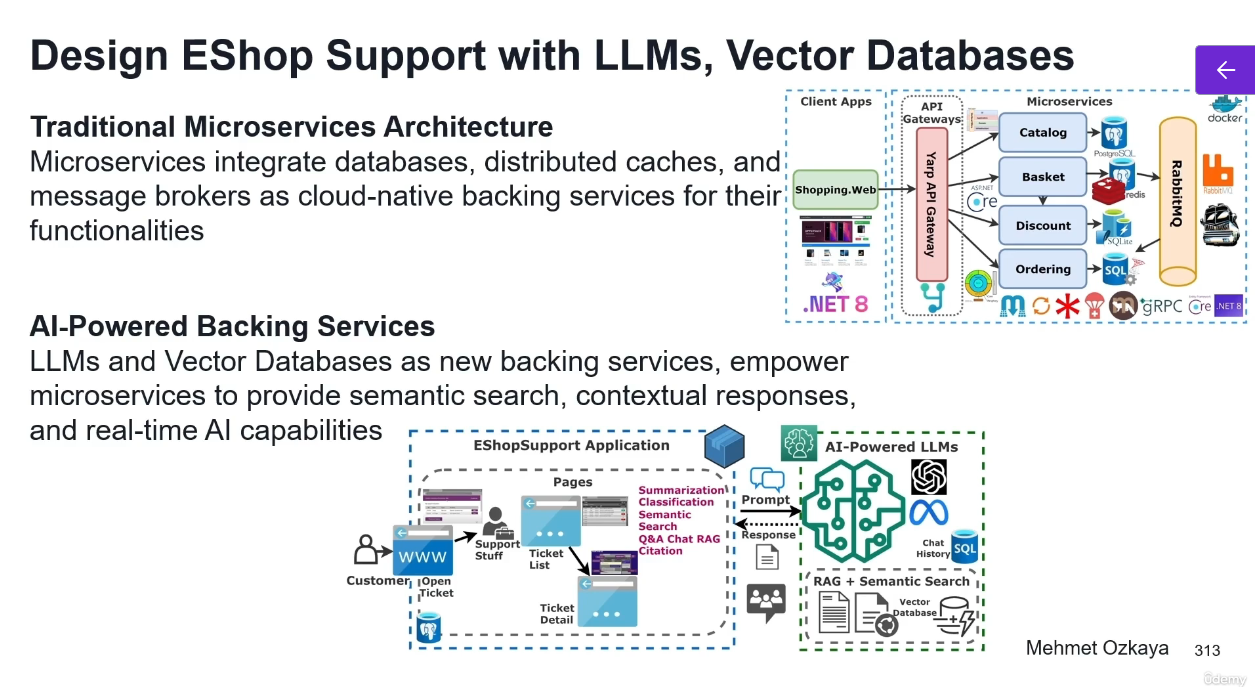 Design EShop Support with LLMs, Vector Databases
Traditional Microservices Architecture
Microservices integrate databases, distributed caches, and
message brokers as cloud-native backing services for their
functionalities
Client Apps
Shopping.Web
.NET 8
API
Gateways
Yarp API Gateway
Microservices
Catalog
Basket
Discount
Ordering
PostgreSQL
redis
SQLite
SQL
ASP.NET
Core
RabbitMQ
docker
RabbitMQ
gRPC
Core
.NET 8
AI-Powered Backing Services
LLMs and Vector Databases as new backing services, empower
microservices to provide semantic search, contextual responses,
and real-time AI capabilities
EShopSupport Application
Pages
Customer
WWW
Open
Ticket
Support
Stuff
Ticket
List
Ticket
Detail
Summarization
Classification
Semantic
Search
Q&A Chat RAG
Citation
Prompt
Response
AI-Powered LLMs
Chat
History
SQL
RAG + Semantic Search
Vector
Database
Mehmet Ozkaya
313
ûdemy